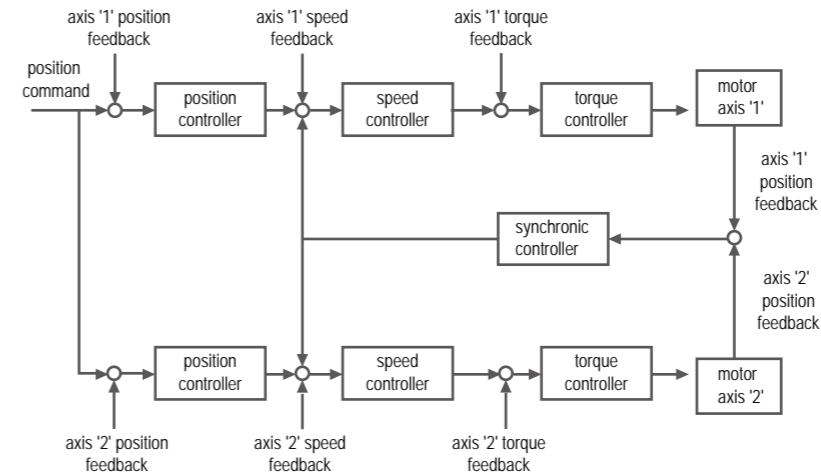 axis '1' position
feedback
axis '1' speed
feedback
axis '1' torque
feedback
position
command
position
controller
speed
controller
torque
controller
motor
axis '1'
axis '1'
position
feedback
synchronic
controller
axis '2'
position
feedback
position
controller
speed
controller
torque
controller
motor
axis '2'
axis '2' position
feedback
axis '2' speed
feedback
axis '2' torque
feedback